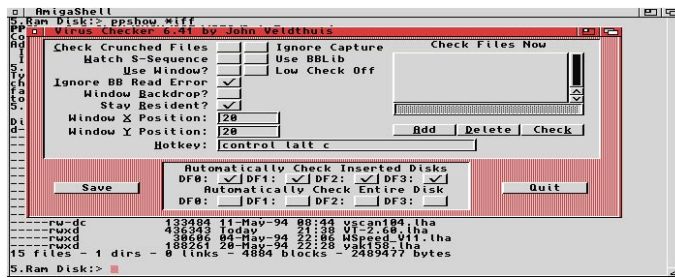 AmigaShell
5.Ram Disk:> ppshow *iff
Virus Checker 6.41 by John Veldthuis
Check Crunched Files
Ignore Capture
Check Files Now
Watch S-Sequence
Use BBLib
Use Window?
Low Check Off
Ignore BB Read Error
Window Backdrop?
Stay Resident?
Window X Position: 20
Window Y Position: 20
Add Delete Check
Hotkey: control lalt c
Automatically Check Inserted Disks
DF0: DF1: DF2: DF3:
Automatically Check Entire Disk
DF0: DF1: DF2: DF3:
Save
Quit
-----rw-dc 133484 11-May-94 08:44 vscan104.lha
----rwxd 436343 Today 21:38 VT-2.60.lha
----rwxd 30606 04-May-94 22:06 WSpeed_V11.lha
----rwxd 188261 20-May-94 22:28 yak158.lha
15 files - 1 dirs - 0 links - 4884 blocks - 2489477 bytes
5.Ram Disk:>